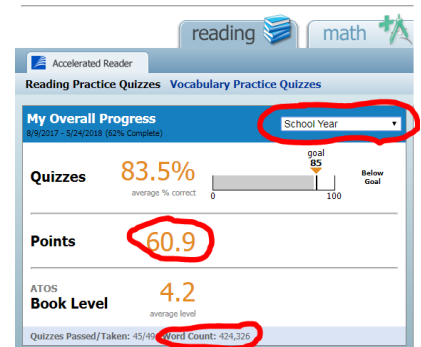 reading math
Accelerated Reader
Reading Practice Quizzes Vocabulary Practice Quizzes
My Overall Progress
8/9/2017 - 5/24/2018 (62% Complete)
School Year
Quizzes
83.5%
average % correct
goal
85
0
100
Below
Goal
Points
60.9
ATOS
Book Level
4.2
average level
Quizzes Passed/Taken: 45/49 Word Count: 424,326